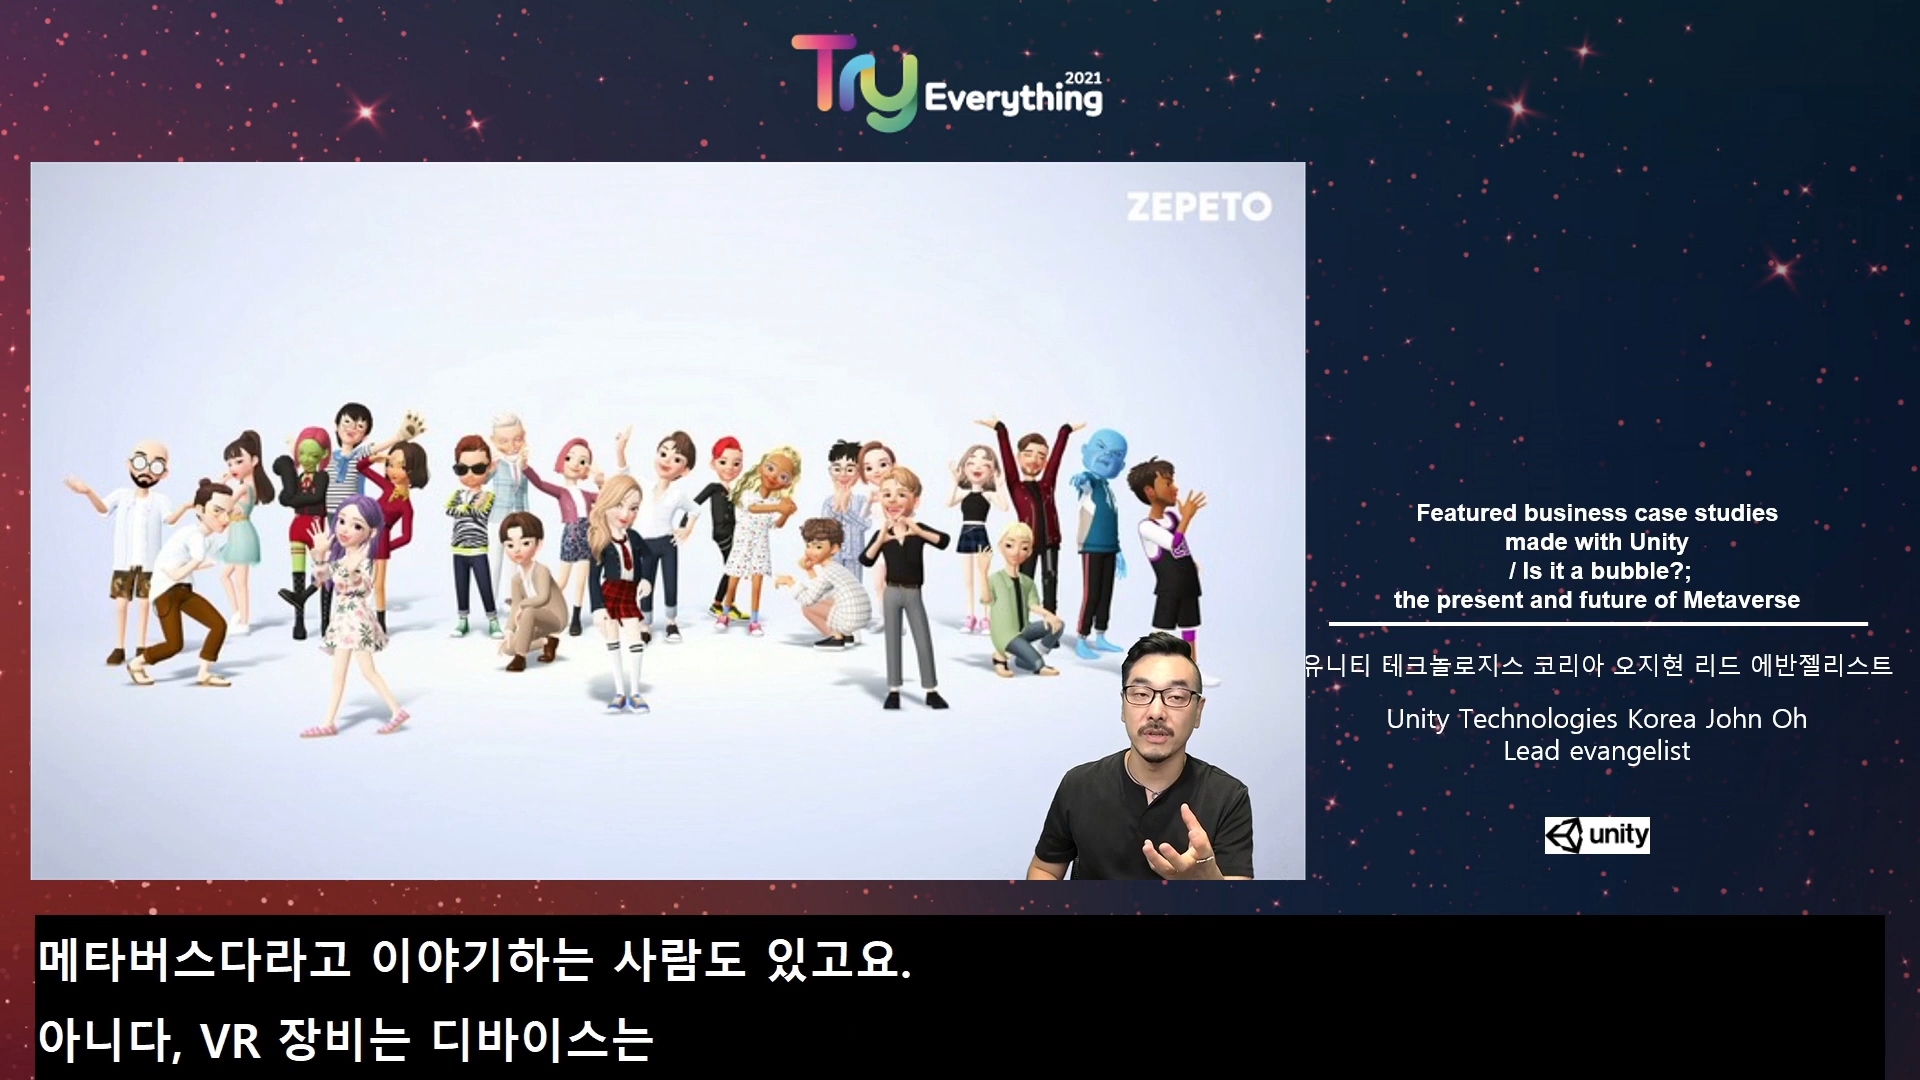 Try
2021
Everything
ZEPETO
Featured business case studies
made with Unity
/ Is it a bubble?;
the present and future of Metaverse
유니티 테크놀로지스 코리아 오지현 리드 에반젤리스트
Unity Technologies Korea John Oh
Lead evangelist
unity
메타버스다라고 이야기하는 사람도 있고요.
아니다, VR 장비는 디바이스는